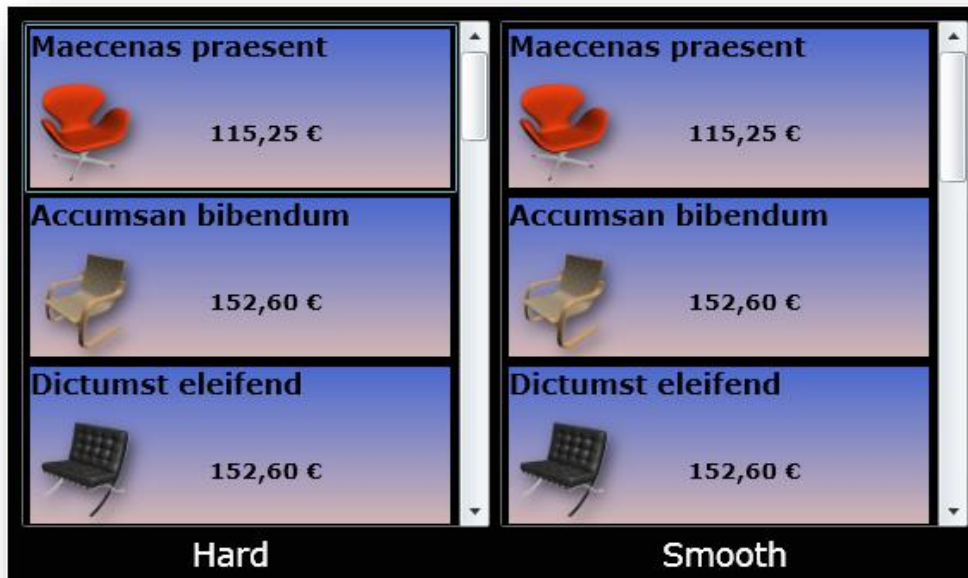 Maecenas praesent
115,25 €
Accumsan bibendum
152,60 €
Dictumst eleifend
152,60 €
Hard
Maecenas praesent
115,25 €
Accumsan bibendum
152,60 €
Dictumst eleifend
152,60 €
Smooth